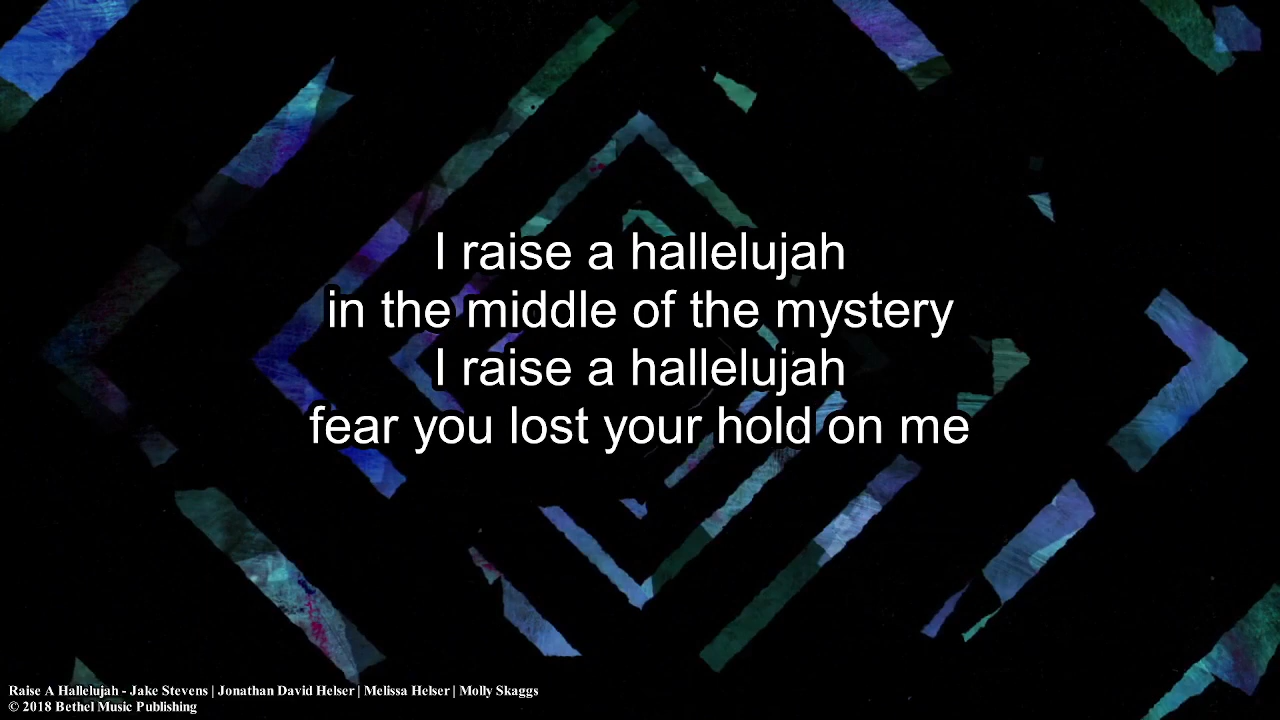 I raise a hallelujah
in the middle of the mystery
I raise a hallelujah
fear you lost your hold on me
Raise A Hallelujah - Jake Stevens | Jonathan David Helser | Melissa Helser | Molly Skaggs
© 2018 Bethel Music Publishing